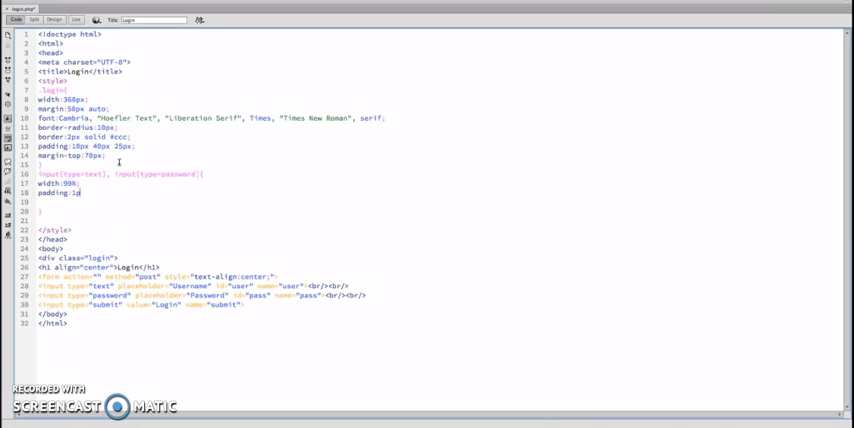 login.php*
Code Split Design Live Title: Login
1 <!doctype html>
2 <html>
3 <head>
4 <meta charset="UTF-8">
5 <title>Login</title>
6 <style>
7 .login{
8 width:360px;
9 margin:50px auto;
10 font:Cambria, "Hoefler Text", "Liberation Serif", Times, "Times New Roman", serif;
11 border-radius:10px;
12 border:2px solid #ccc;
13 padding:10px 40px 25px;
14 margin-top:70px;
15 }
16 input[type=text], input[type=password]{
17 width:99%;
18 padding:1p
19
20 }
21
22 </style>
23 </head>
24 <body>
25 <div class="login">
26 <h1 align="center">Login</h1>
27 <form action="" method="post" style="text-align:center;">
28 <input type="text" placeholder="Username" id="user" name="user"><br/><br/>
29 <input type="password" placeholder="Password" id="pass" name="pass"><br/><br/>
30 <input type="submit" value="Login" name="submit">
31 </body>
32 </html>
RECORDED WITH
SCREENCAST MATIC